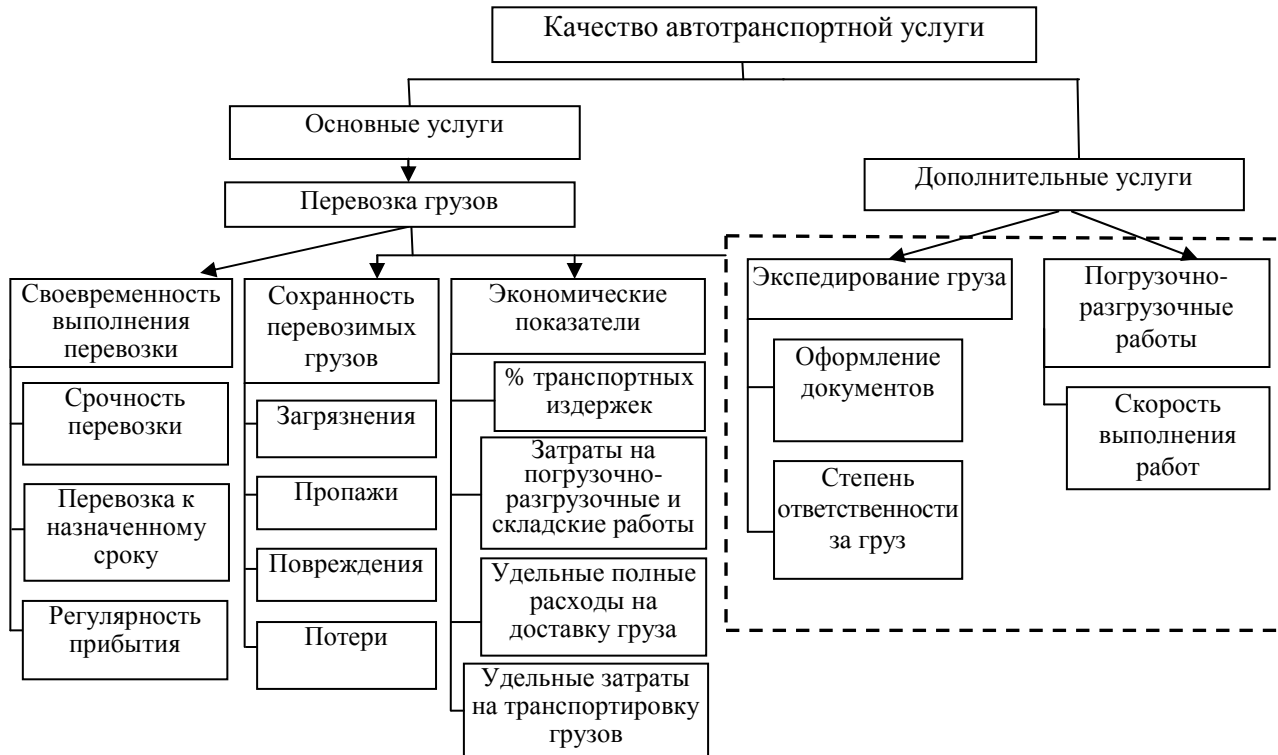 Качество автотранспортной услуги
Основные услуги
Дополнительные услуги
Перевозка грузов
Своевременность
выполнения
перевозки
Срочность
перевозки
Перевозка к
назначенному
сроку
Регулярность
прибытия
Сохранность
перевозимых
грузов
Загрязнения
Пропажи
Повреждения
Потери
Экономические
показатели
% транспортных
издержек
Затраты на
погрузочно-
разгрузочные и
складские работы
Удельные полные
расходы на
доставку груза
Удельные затраты
на транспортировку
грузов
Экспедирование груза
Оформление
документов
Степень
ответственности
за груз
Погрузочно-
разгрузочные
работы
Скорость
выполнения
работ